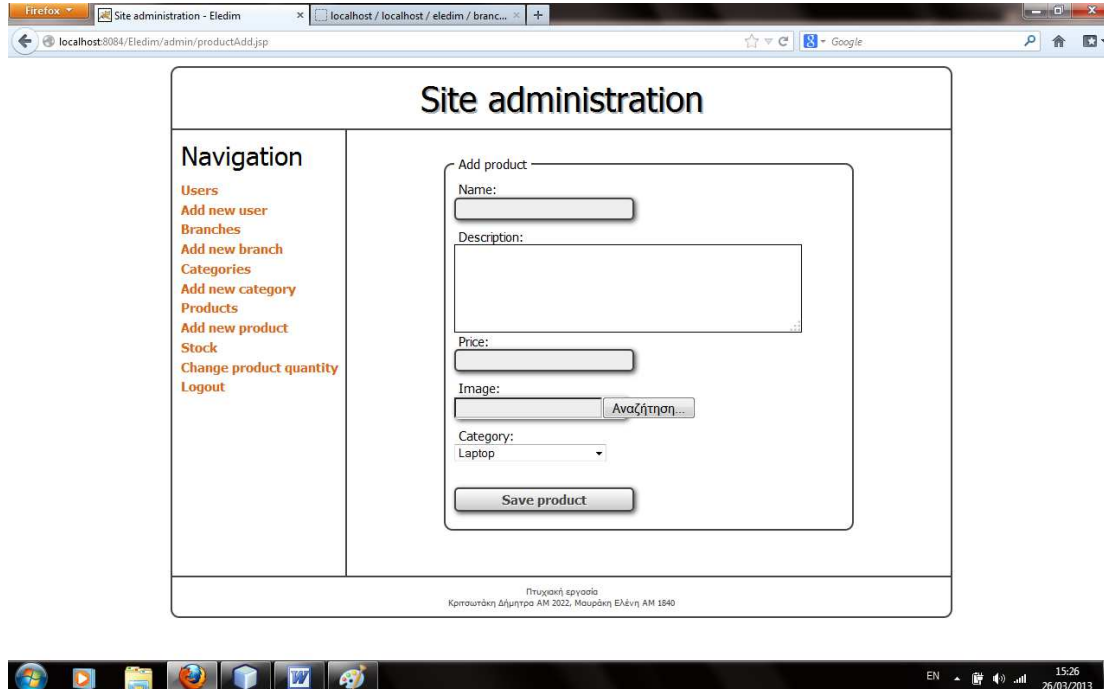 Firefox
Site administration - Eledim
localhost / localhost / eledim / branc...
localhost:8084/Eledim/admin/productAdd.jsp
Google
Site administration
Navigation
Users
Add new user
Branches
Add new branch
Categories
Add new category
Products
Add new product
Stock
Change product quantity
Logout
Add product
Name:
Description:
Price:
Image:
Αναζήτηση...
Category:
Laptop
Save product
Πτυχιακή εργασία
Κριτσωτάκη Δήμητρα ΑΜ 2022, Μαυράκη Ελένη ΑΜ 1840
EN
15:26
26/03/2013